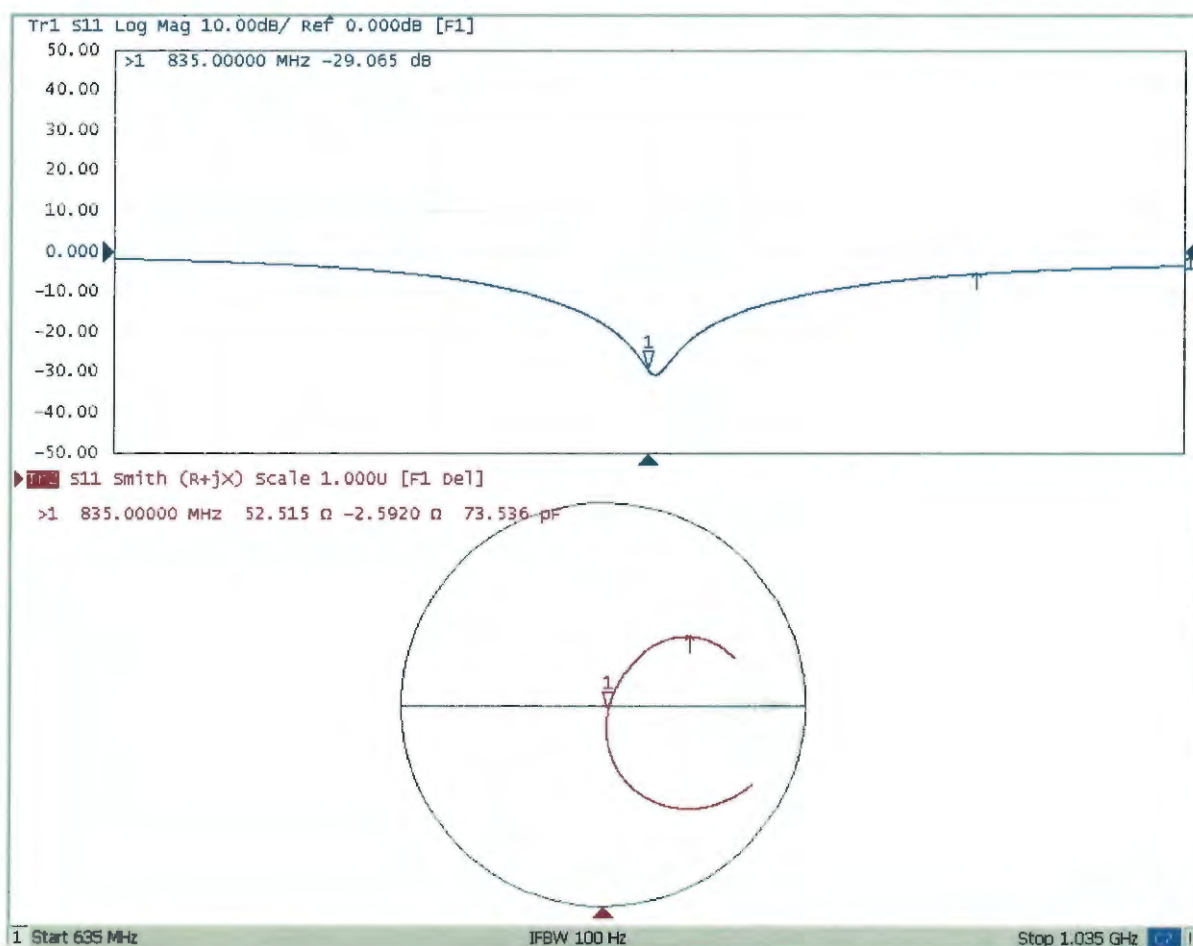 Tr1 S11 Log Mag 10.00dB/ Ref 0.000dB [F1]
50.00
>1 835.00000 MHz -29.065 dB
40.00
30.00
20.00
10.00
0.000
1
-10.00
-20.00
1
-30.00
-40.00
-50.00
Tr2 S11 Smith (R+jX) Scale 1.000U [F1 Del]
>1 835.00000 MHz 52.515 Ω -2.5920 Ω 73.536 pF
1
1 Start 635 MHz IFBW 100 Hz Stop 1.035 GHz